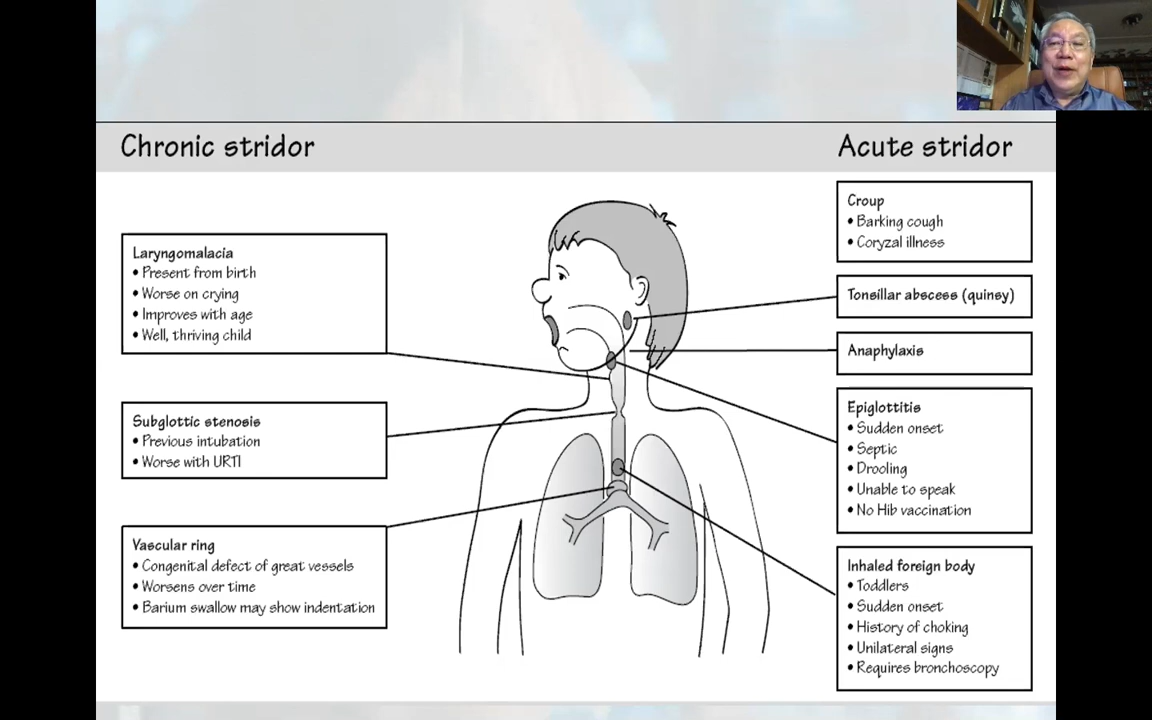 Chronic stridor
Laryngomalacia
• Present from birth
• Worse on crying
• Improves with age
• Well, thriving child
Subglottic stenosis
• Previous intubation
• Worse with URTI
Vascular ring
• Congenital defect of great vessels
• Worsens over time
• Barium swallow may show indentation
Acute stridor
Croup
• Barking cough
• Coryzal illness
Tonsillar abscess (quinsy)
Anaphylaxis
Epiglottitis
• Sudden onset
• Septic
• Drooling
• Unable to speak
• No Hib vaccination
Inhaled foreign body
• Toddlers
• Sudden onset
• History of choking
• Unilateral signs
• Requires bronchoscopy